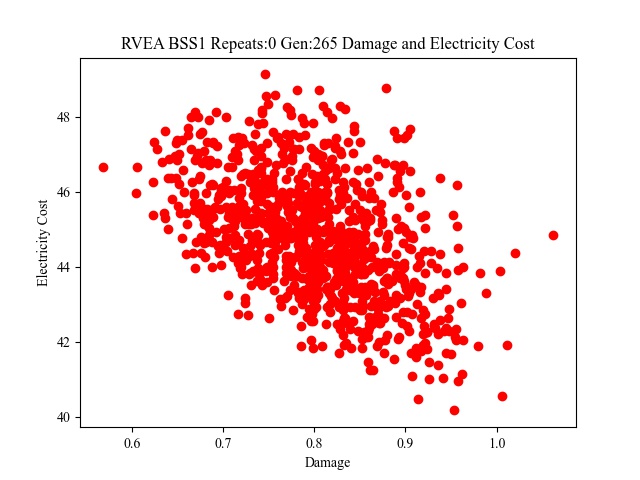 RVEA BSS1 Repeats:0 Gen:265 Damage and Electricity Cost
48
46
44
42
40
Electricity Cost
0.6 0.7 0.8 0.9 1.0
Damage